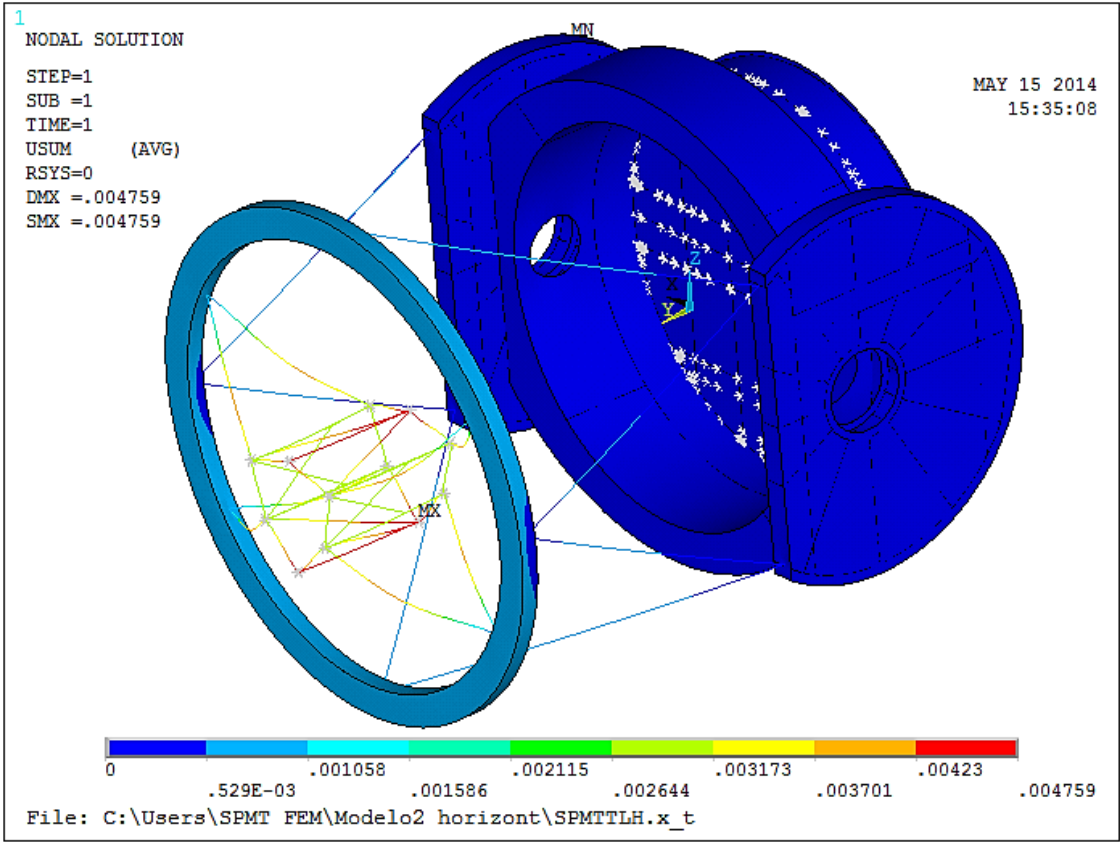 1
NODAL SOLUTION
STEP=1
SUB =1
TIME=1
USUM (AVG)
RSYS=0
DMX =.004759
SMX =.004759
MAY 15 2014
15:35:08
MN
Z
X
Y
MX
0 .001058 .002115 .003173 .00423
.529E-03 .001586 .002644 .003701 .004759
File: C:\Users\SPMT FEM\Modelo2 horizont\SPMTTLH.x_t